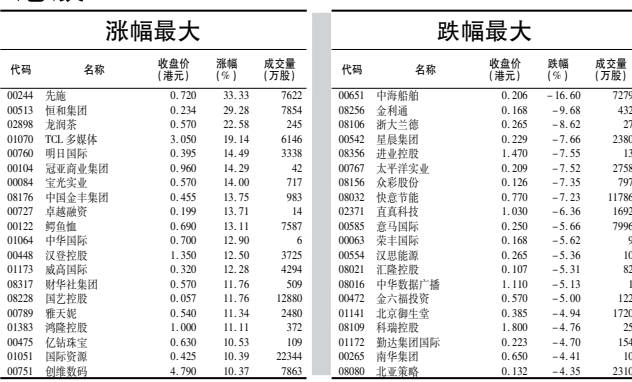 涨幅最大
代码 名称 收盘价(港元) 涨幅(%) 成交量(万股)
00244 先施 0.720 33.33 7622
00513 恒和集团 0.234 29.28 7854
02898 龙润茶 0.570 22.58 245
01070 TCL 多媒体 3.050 19.14 6146
00760 明日国际 0.395 14.49 3338
00104 冠亚商业集团 0.960 14.29 42
00084 宝光实业 0.570 14.00 717
08176 中国金丰集团 0.455 13.75 983
00727 卓越融资 0.199 13.71 14
00122 鳄鱼恤 0.690 13.11 7587
01064 中华国际 0.700 12.90 6
00448 汉登控股 1.350 12.50 3725
01173 威高国际 0.320 12.28 4294
08317 财华社集团 0.570 11.76 509
08228 国艺控股 0.057 11.76 12880
00789 雅天妮 0.540 11.34 2480
01383 鸿隆控股 1.000 11.11 372
00475 亿钻珠宝 0.630 10.53 109
01051 国际资源 0.425 10.39 22344
00751 创维数码 4.790 10.37 7863
跌幅最大
代码 名称 收盘价(港元) 跌幅(%) 成交量(万股)
00651 中海船舶 0.206 -16.60 7279
08256 金利通 0.168 -9.68 432
08106 浙大兰德 0.265 -8.62 27
00542 星晨集团 0.229 -7.66 2380
08356 进业控股 1.470 -7.55 13
00767 太平洋实业 0.209 -7.52 2758
08156 众彩股份 0.126 -7.35 797
08032 快意节能 0.770 -7.23 11786
02371 直真科技 1.030 -6.36 1692
00585 意马国际 0.250 -5.66 7996
00063 荣丰国际 0.168 -5.62
00554 汉思能源 0.265 -5.36 10
08021 汇隆控股 0.107 -5.31 82
08016 中华数据广播 1.110 -5.13 1
00472 金六福投资 0.570 -5.00 122
01141 北京御生堂 0.385 -4.94 1720
08109 科瑞控股 1.800 -4.76 25
01172 勤达集团国际 0.223 -4.70 154
00265 南华集团 0.650 -4.41 10
08080 北亚策略 0.132 -4.35 2310